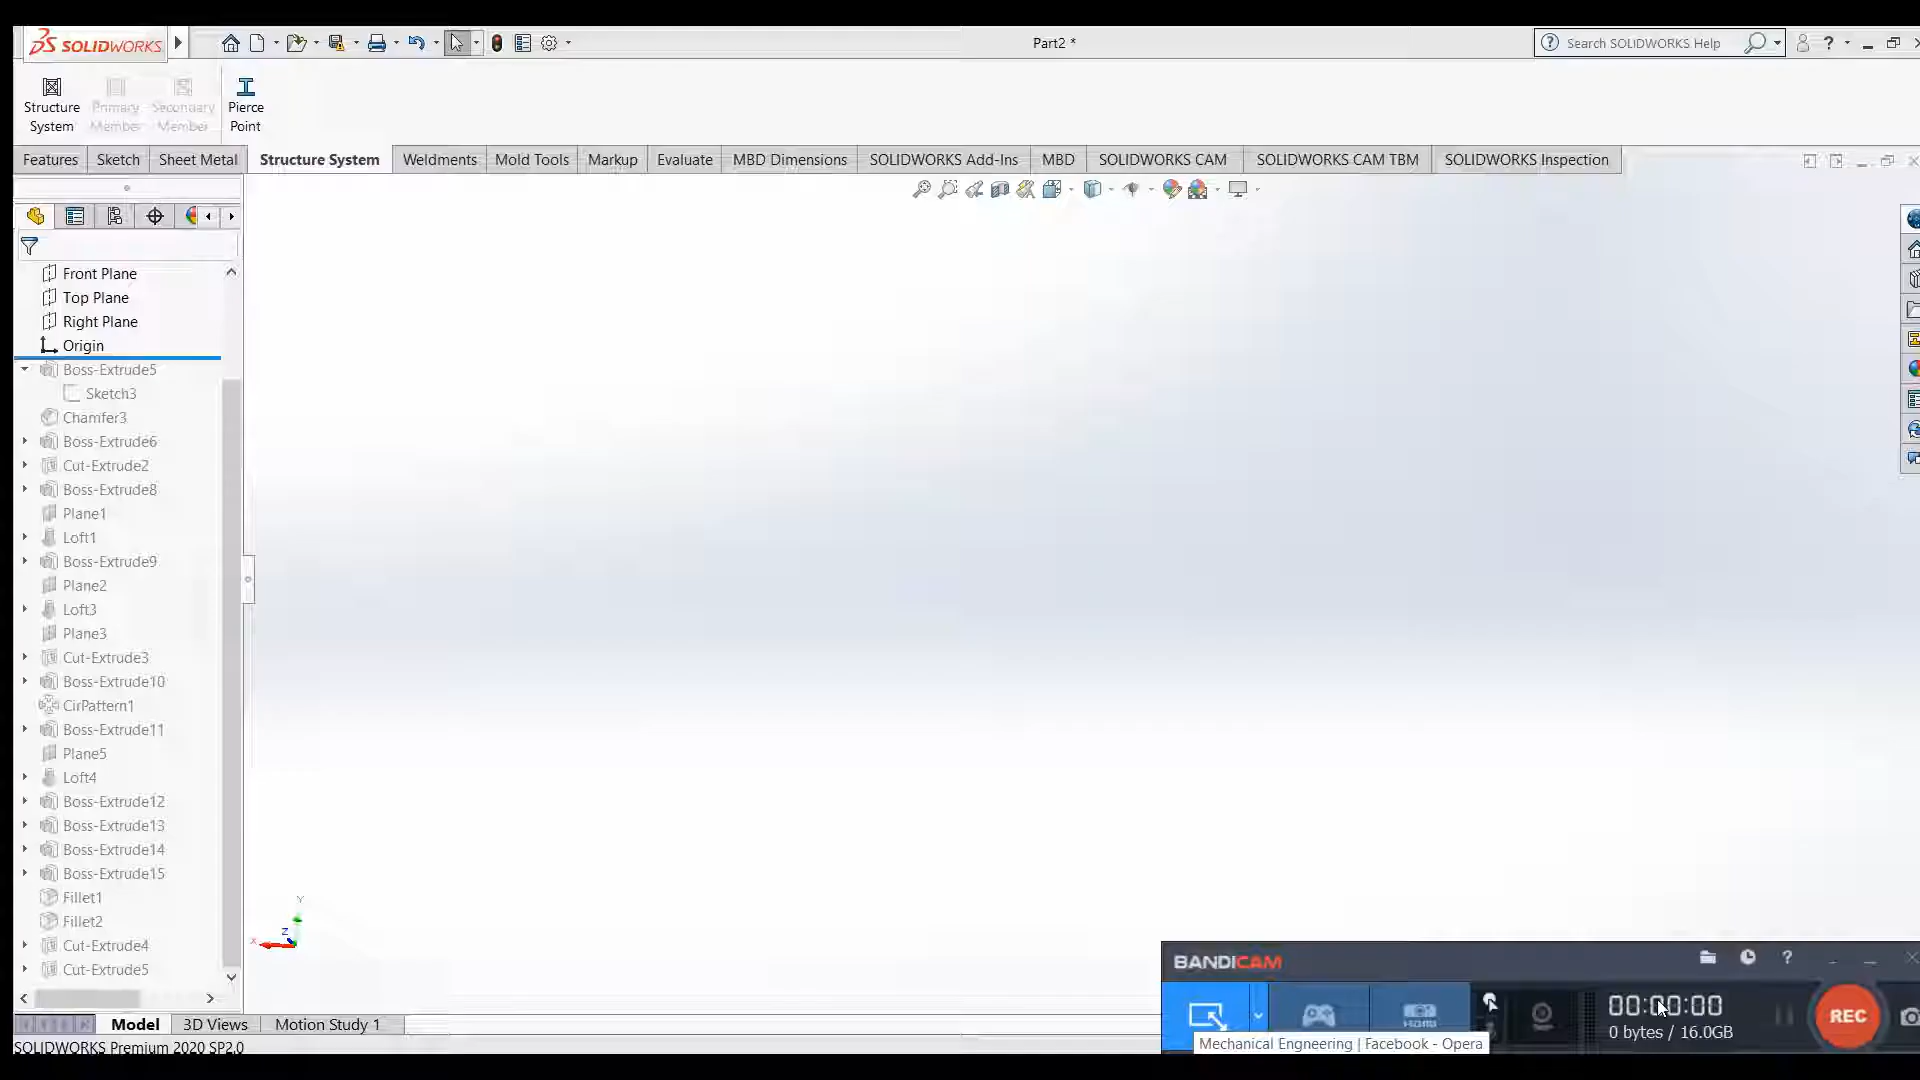 SOLIDWORKS
Part2 *
Search SOLIDWORKS Help
?
Structure System
Primary Member
Secondary Member
Pierce Point
Features
Sketch
Sheet Metal
Structure System
Weldments
Mold Tools
Markup
Evaluate
MBD Dimensions
SOLIDWORKS Add-Ins
MBD
SOLIDWORKS CAM
SOLIDWORKS CAM TBM
SOLIDWORKS Inspection
Front Plane
Top Plane
Right Plane
Origin
Boss-Extrude5
Sketch3
Chamfer3
Boss-Extrude6
Cut-Extrude2
Boss-Extrude8
Plane1
Loft1
Boss-Extrude9
Plane2
Loft3
Plane3
Cut-Extrude3
Boss-Extrude10
CirPattern1
Boss-Extrude11
Plane5
Loft4
Boss-Extrude12
Boss-Extrude13
Boss-Extrude14
Boss-Extrude15
Fillet1
Fillet2
Cut-Extrude4
Cut-Extrude5
Y
Z
X
Model
3D Views
Motion Study 1
SOLIDWORKS Premium 2020 SP2.0
BANDICAM
?
00:00:00
0 bytes / 16.0GB
REC
Mechanical Engneering | Facebook - Opera